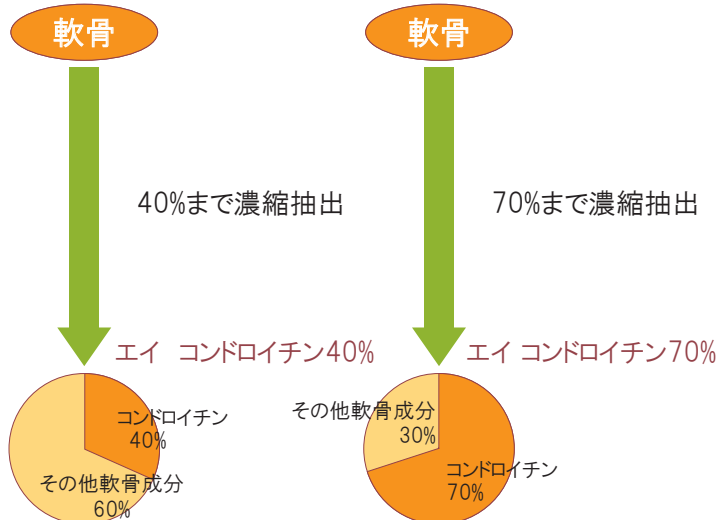 軟骨
40%まで濃縮抽出
エイ　コンドロイチン40%
コンドロイチン
40%
その他軟骨成分
60%
軟骨
70%まで濃縮抽出
エイ コンドロイチン70%
その他軟骨成分
30%
コンドロイチン
70%